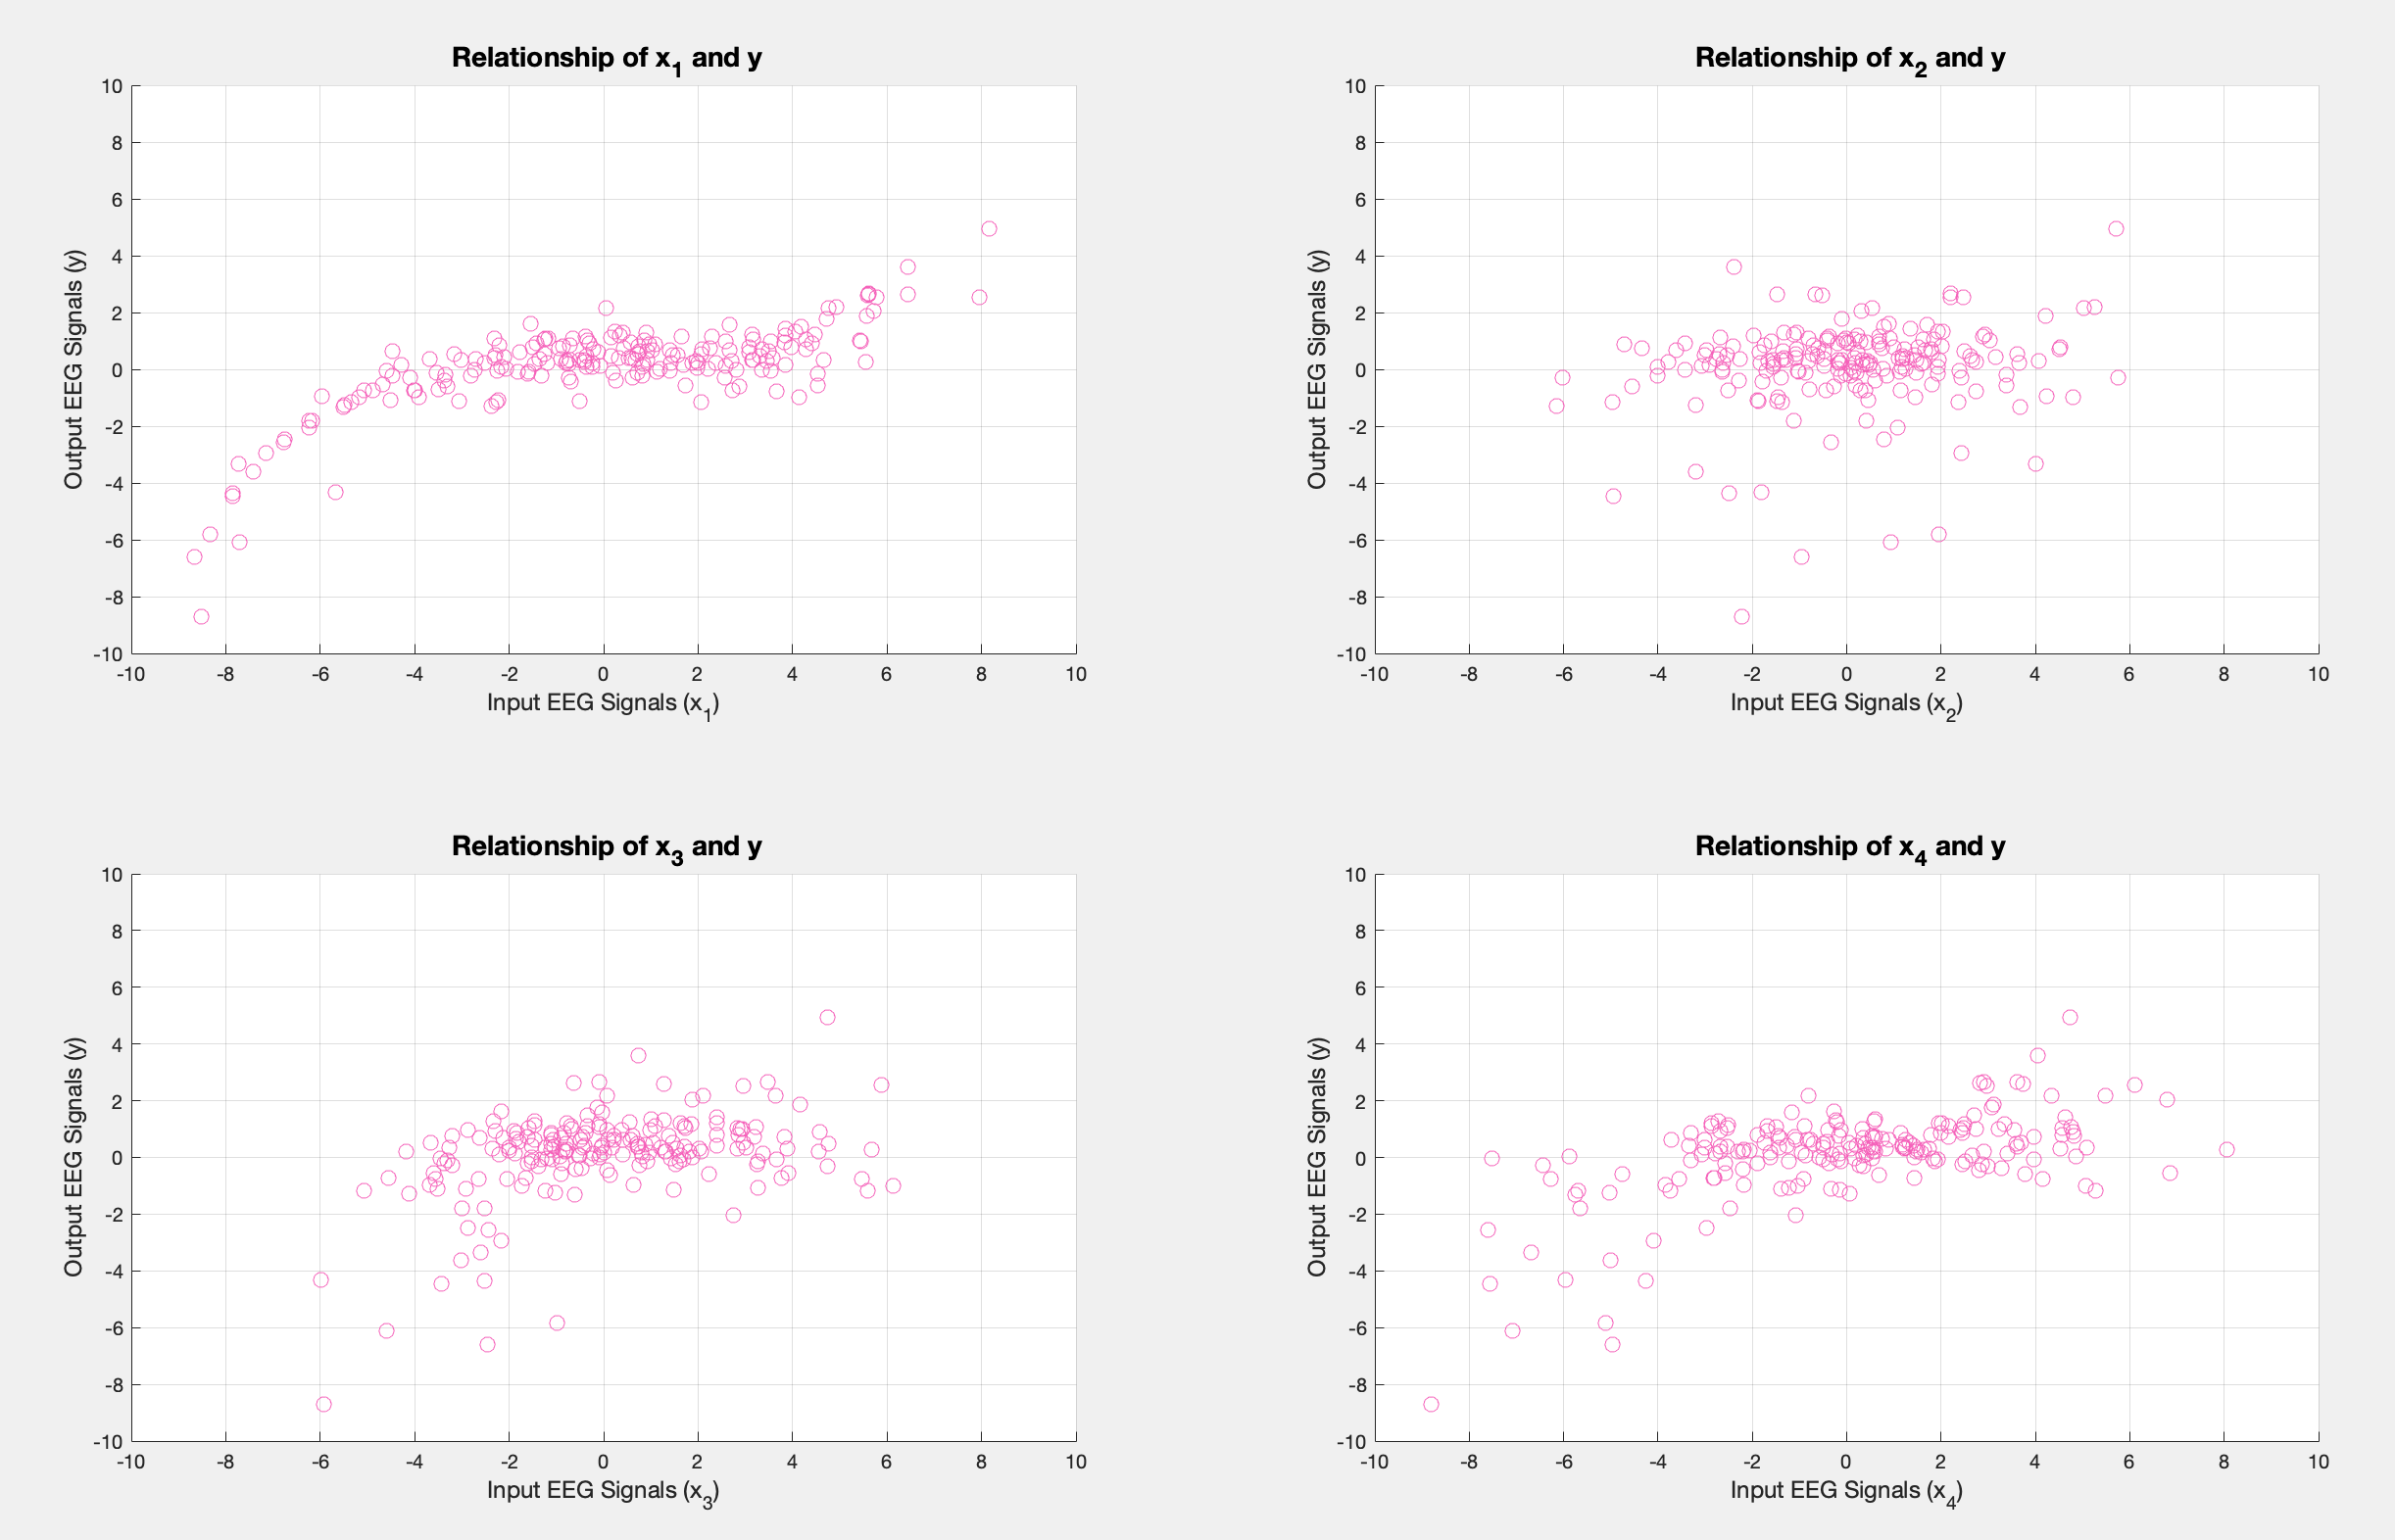 Relationship of x1 and y
10
8
6
4
2
0
-2
-4
-6
-8
-10
Output EEG Signals (y)
-10 -8 -6 -4 -2 0 2 4 6 8 10
Input EEG Signals (x1)
Relationship of x2 and y
10
8
6
4
2
0
-2
-4
-6
-8
-10
Output EEG Signals (y)
-10 -8 -6 -4 -2 0 2 4 6 8 10
Input EEG Signals (x2)
Relationship of x3 and y
10
8
6
4
2
0
-2
-4
-6
-8
-10
Output EEG Signals (y)
-10 -8 -6 -4 -2 0 2 4 6 8 10
Input EEG Signals (x3)
Relationship of x4 and y
10
8
6
4
2
0
-2
-4
-6
-8
-10
Output EEG Signals (y)
-10 -8 -6 -4 -2 0 2 4 6 8 10
Input EEG Signals (x4)